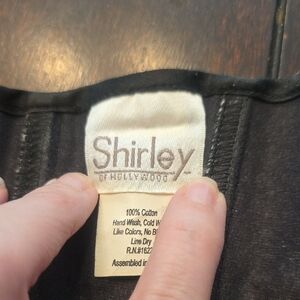 Shirley
OF HOLLYWOOD
100% Cotton
Hand Wash, Cold
Like Colors, No
Line Dry
Assembled in